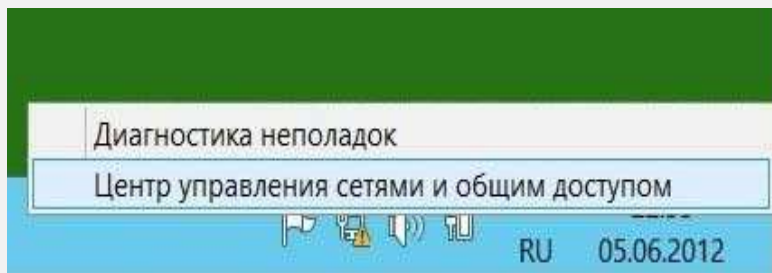 Диагностика неполадок
Центр управления сетями и общим доступом
RU
05.06.2012